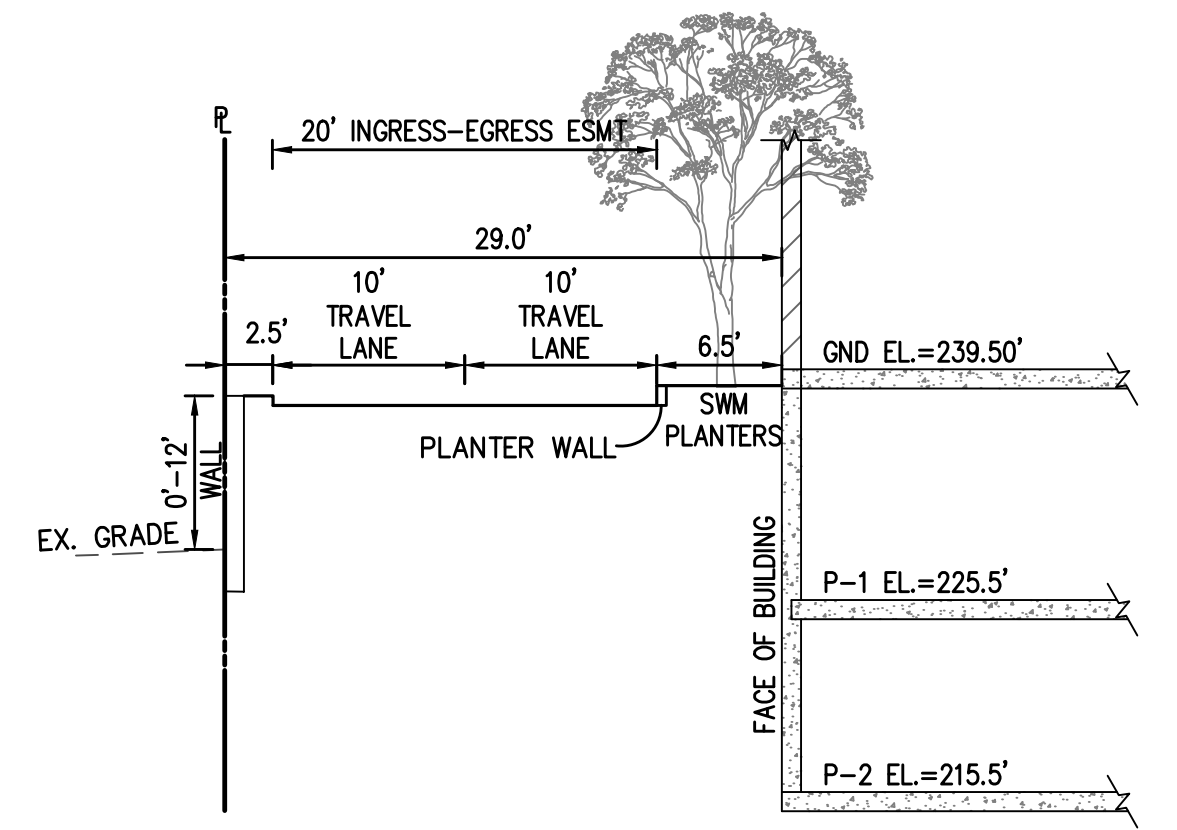 PL
20' INGRESS-EGRESS ESMT
29.0'
10'
TRAVEL
LANE
10'
TRAVEL
LANE
2.5'
6.5'
GND EL.=239.50'
SWM
PLANTERS
PLANTER WALL
0'-12'
WALL
EX. GRADE
FACE OF BUILDING
P-1 EL.=225.5'
P-2 EL.=215.5'